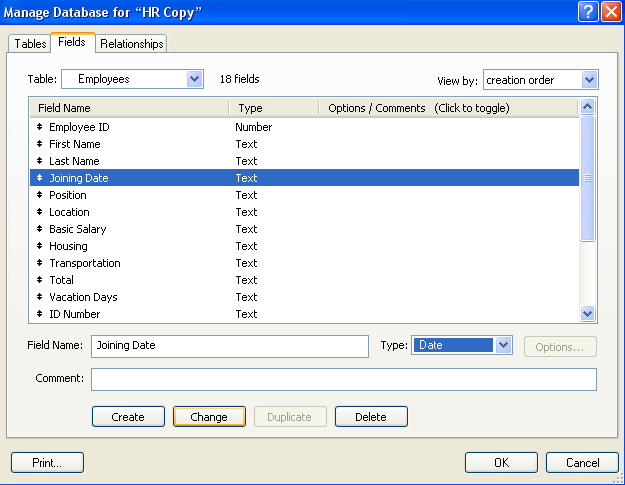 Manage Database for “HR Copy”
Tables Fields Relationships
Table: Employees 18 fields View by: creation order
Field Name Type Options / Comments (Click to toggle)
Employee ID Number
First Name Text
Last Name Text
Joining Date Text
Position Text
Location Text
Basic Salary Text
Housing Text
Transportation Text
Total Text
Vacation Days Text
ID Number Text
Field Name: Joining Date Type: Date Options...
Comment:
Create Change Duplicate Delete
Print... OK Cancel